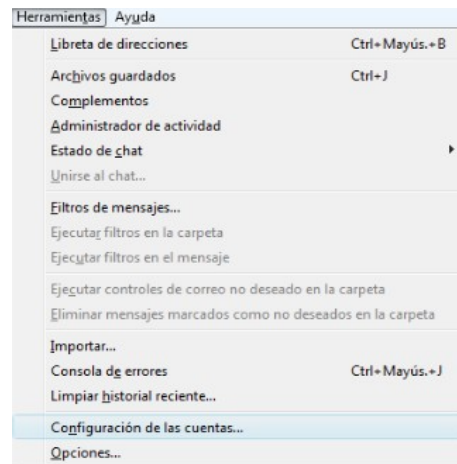 Herramientas Ayuda
Libreta de direcciones Ctrl+Mayús.+B
Archivos guardados Ctrl+J
Complementos
Administrador de actividad
Estado de chat
Unirse al chat...
Filtros de mensajes...
Ejecutar filtros en la carpeta
Ejecutar filtros en el mensaje
Ejecutar controles de correo no deseado en la carpeta
Eliminar mensajes marcados como no deseados en la carpeta
Importar...
Consola de errores Ctrl+Mayús.+J
Limpiar historial reciente...
Configuración de las cuentas...
Opciones...